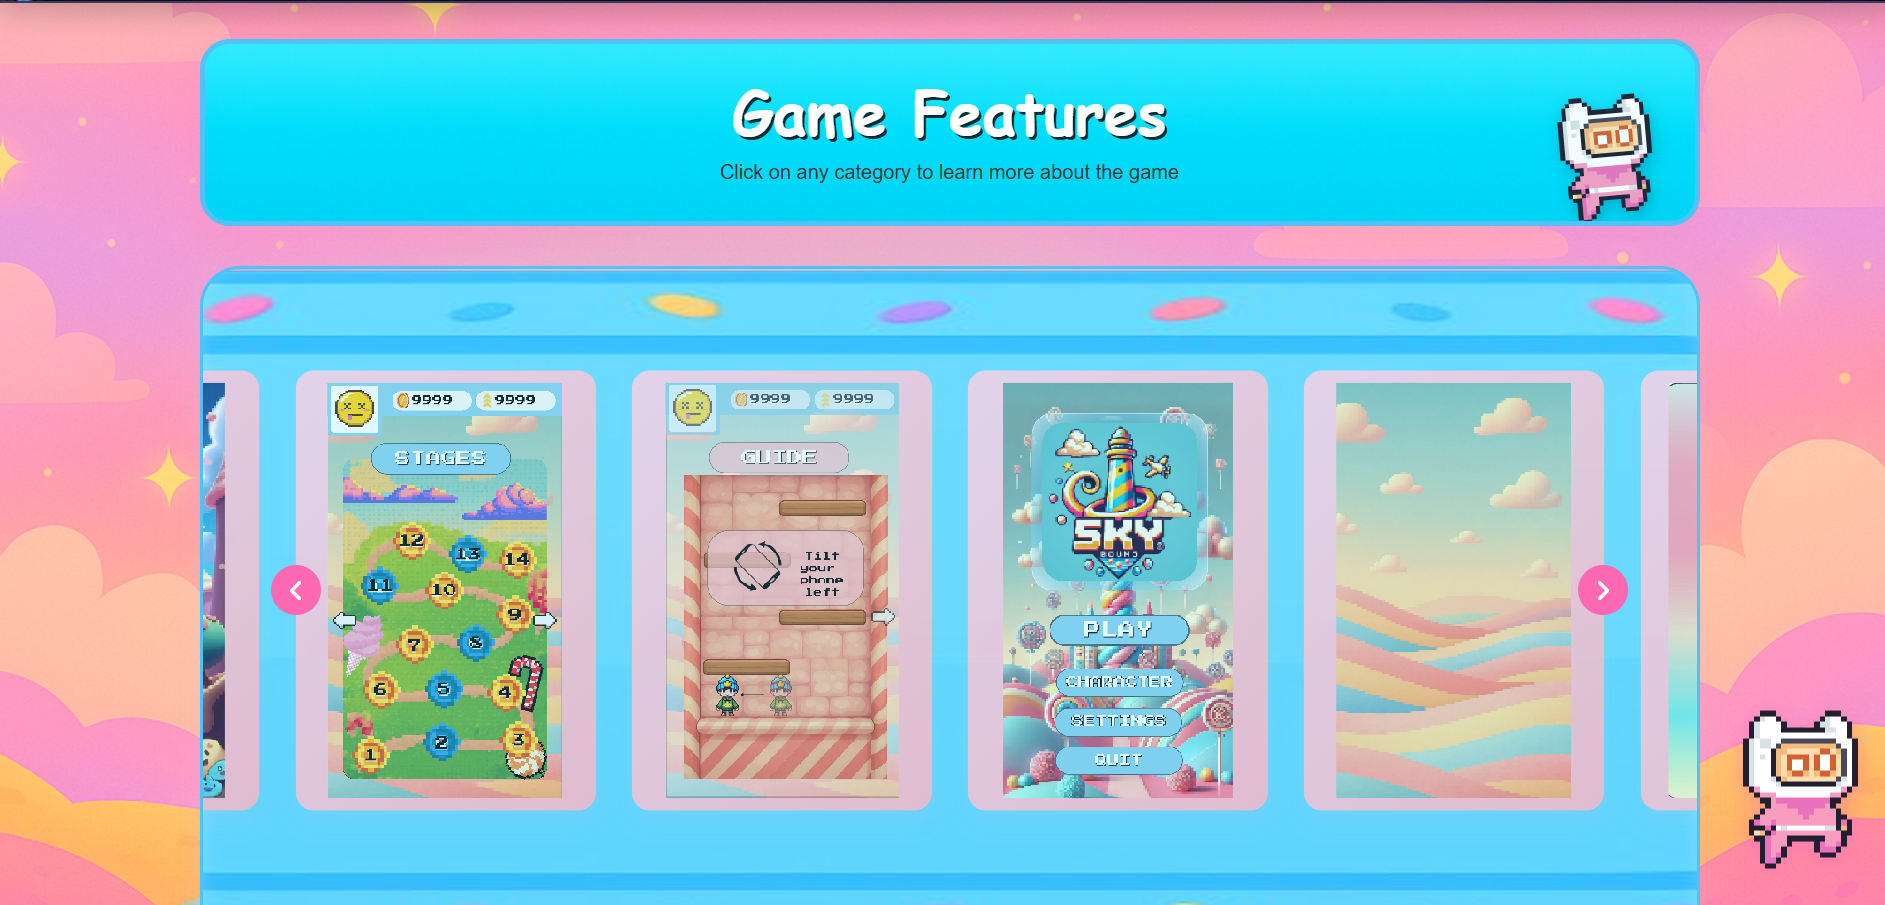 Game Features
Click on any category to learn more about the game
9999
9999
STAGES
12
13
14
11
10
9
7
8
6
5
4
1
2
3
9999
9999
GUIDE
Tilt
your
phone
left
SKY
BOUND
PLAY
CHARACTER
SETTINGS
QUIT